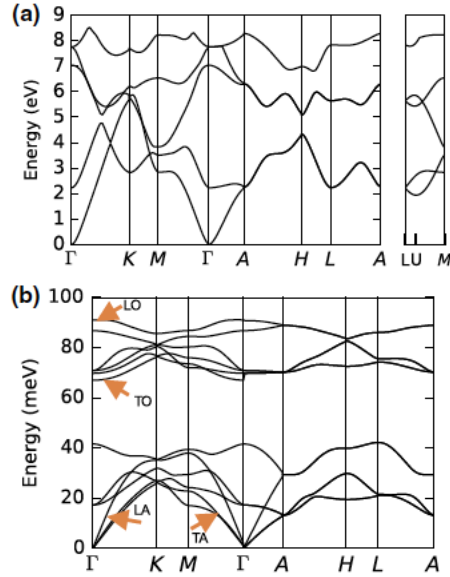 (a)
9
8
7
6
5
4
3
2
1
0
Energy (eV)
Γ K M Γ A H L A LU M
(b)
100
80
60
40
20
0
Energy (meV)
LO
TO
LA
TA
Γ K M Γ A H L A